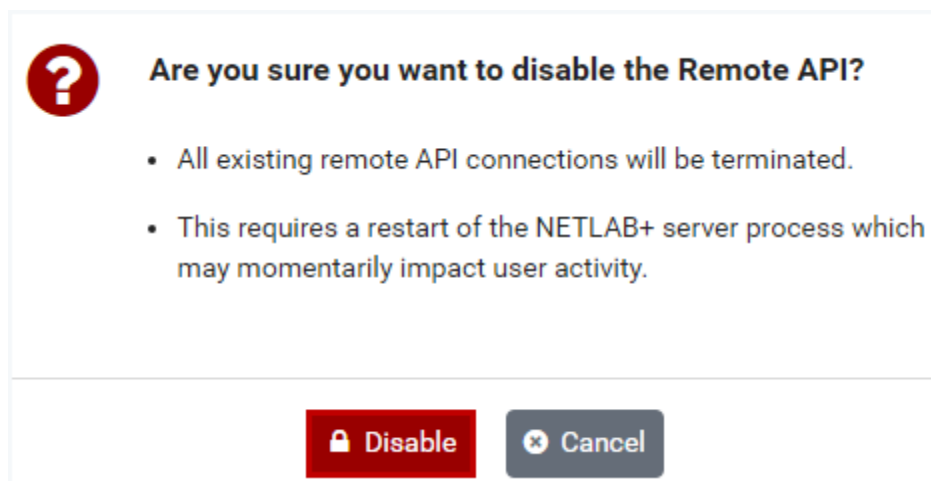 Are you sure you want to disable the Remote API?
• All existing remote API connections will be terminated.
• This requires a restart of the NETLAB+ server process which
may momentarily impact user activity.
Disable
Cancel